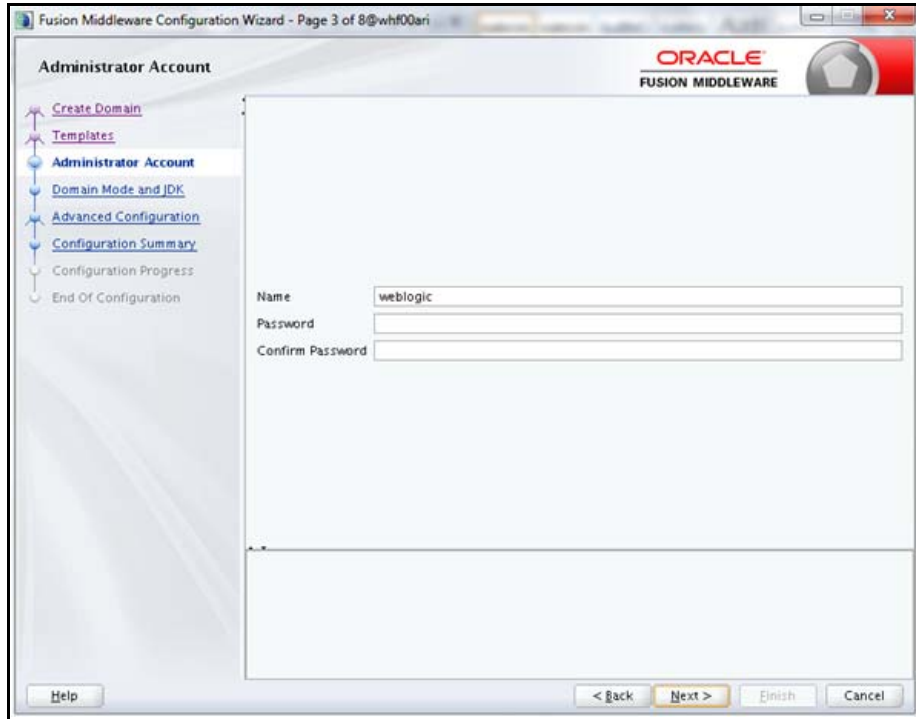 Fusion Middleware Configuration Wizard - Page 3 of 8@whf00ari
Administrator Account
ORACLE
FUSION MIDDLEWARE
Create Domain
Templates
Administrator Account
Domain Mode and JDK
Advanced Configuration
Configuration Summary
Configuration Progress
End Of Configuration
Name weblogic
Password
Confirm Password
Help
< Back Next > Finish Cancel